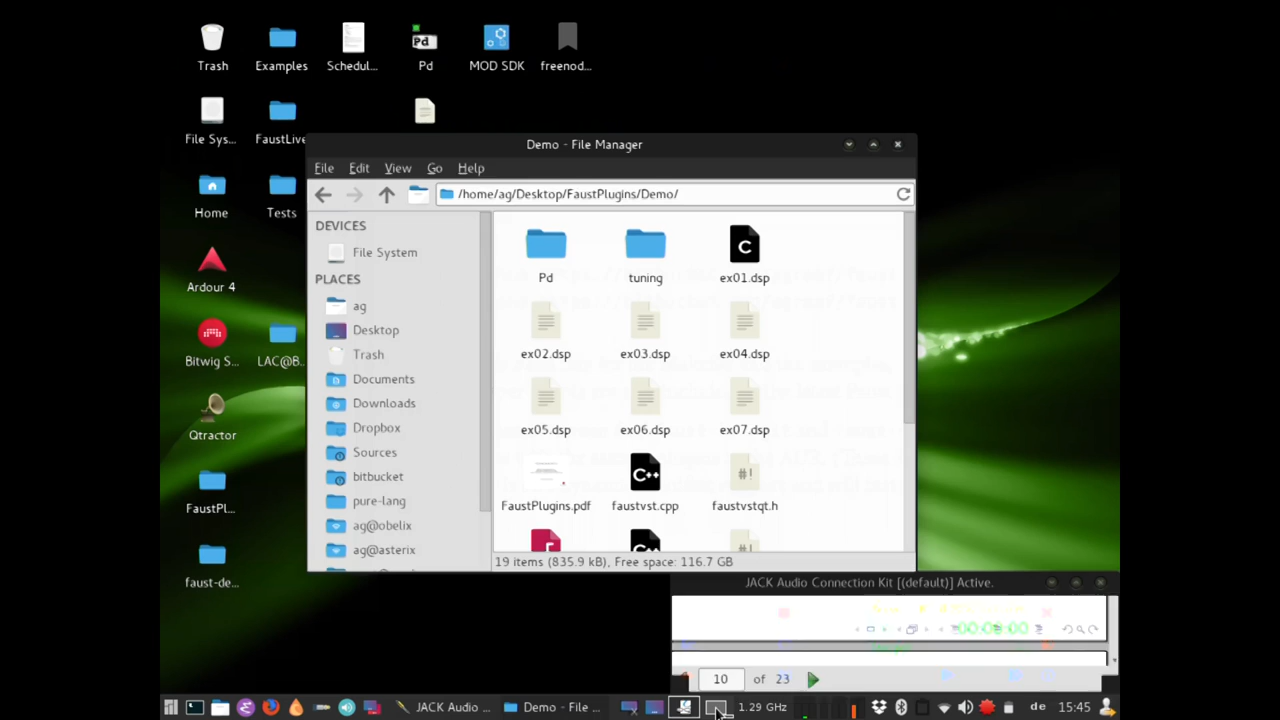 Trash
Examples
Schedul...
Pd
Pd
MOD SDK
freenod...
File Sys...
FaustLive
Home
Tests
Ardour 4
Bitwig S...
LAC@B...
Qtractor
FaustPl...
faust-de...
Demo - File Manager
File Edit View Go Help
/home/ag/Desktop/FaustPlugins/Demo/
DEVICES
File System
PLACES
ag
Desktop
Trash
Documents
Downloads
Dropbox
Sources
bitbucket
pure-lang
ag@obelix
ag@asterix
C
Pd
tuning
ex01.dsp
ex02.dsp
ex03.dsp
ex04.dsp
ex05.dsp
ex06.dsp
ex07.dsp
C++
#!
FaustPlugins.pdf
faustvst.cpp
faustvstqt.h
19 items (835.9 kB), Free space: 116.7 GB
JACK Audio Connection Kit [(default)] Active.
10 of 23
JACK Audio ...
Demo - File ...
1.29 GHz
de
15:45